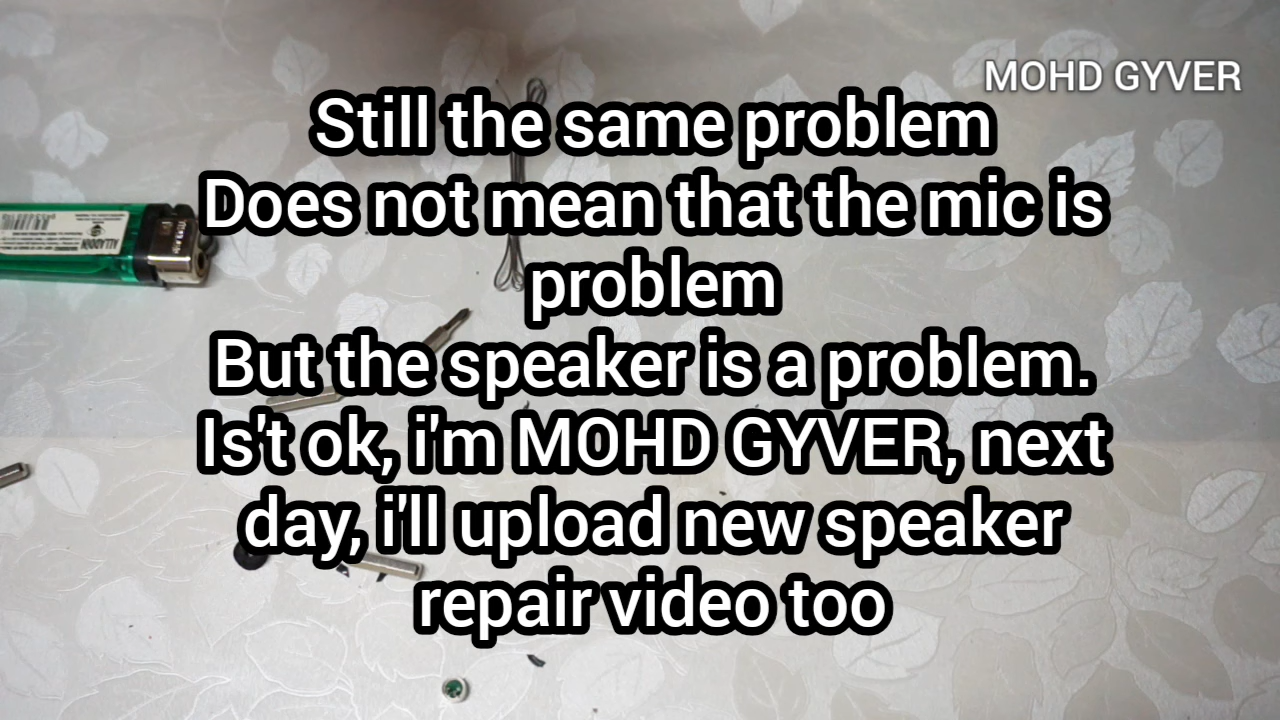 MOHD GYVER
Still the same problem
Does not mean that the mic is
problem
But the speaker is a problem.
Is't ok, i'm MOHD GYVER, next
day, i'll upload new speaker
repair video too
ALLADIN